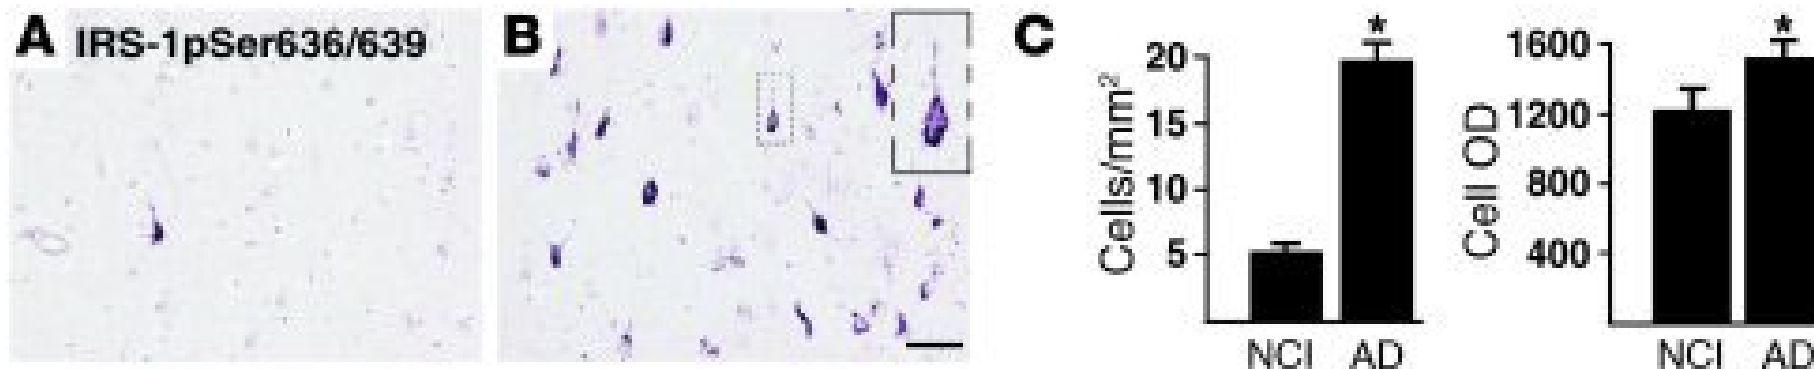 A IRS-1pSer636/639
B
C
Cells/mm²
20
15
10
5
*
NCI AD
Cell OD
1600
1200
800
400
*
NCI AD